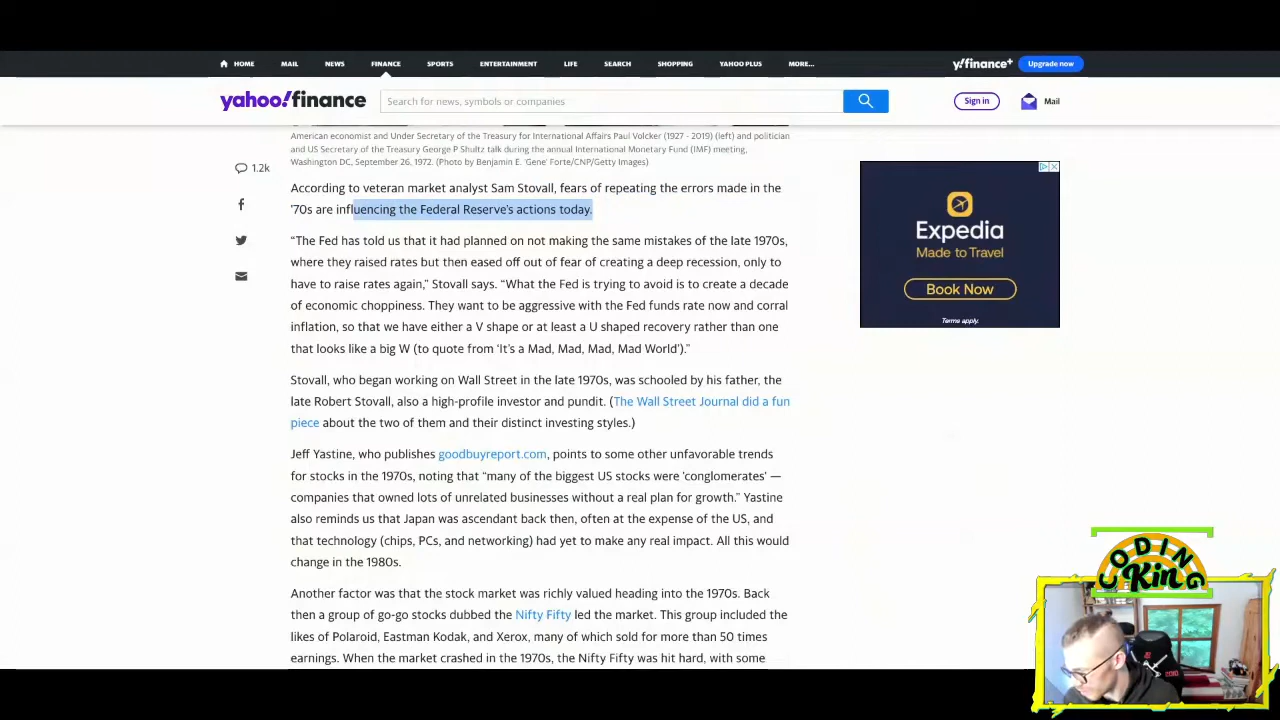 HOME MAIL NEWS FINANCE SPORTS ENTERTAINMENT LIFE SEARCH SHOPPING YAHOO PLUS MORE... y!finance+ Upgrade now
yahoo!finance Search for news, symbols or companies Sign in Mail
American economist and Under Secretary of the Treasury for International Affairs Paul Volcker (1927 - 2019) (left) and politician
and US Secretary of the Treasury George P Shultz talk during the annual International Monetary Fund (IMF) meeting,
Washington DC, September 26, 1972. (Photo by Benjamin E. 'Gene' Forte/CNP/Getty Images)
1.2k
According to veteran market analyst Sam Stovall, fears of repeating the errors made in the
'70s are influencing the Federal Reserve's actions today.
“The Fed has told us that it had planned on not making the same mistakes of the late 1970s,
where they raised rates but then eased off out of fear of creating a deep recession, only to
have to raise rates again,” Stovall says. “What the Fed is trying to avoid is to create a decade
of economic choppiness. They want to be aggressive with the Fed funds rate now and corral
inflation, so that we have either a V shape or at least a U shaped recovery rather than one
that looks like a big W (to quote from ‘It's a Mad, Mad, Mad, Mad World’).”
Stovall, who began working on Wall Street in the late 1970s, was schooled by his father, the
late Robert Stovall, also a high-profile investor and pundit. (The Wall Street Journal did a fun
piece about the two of them and their distinct investing styles.)
Jeff Yastine, who publishes goodbuyreport.com, points to some other unfavorable trends
for stocks in the 1970s, noting that “many of the biggest US stocks were ‘conglomerates’ —
companies that owned lots of unrelated businesses without a real plan for growth.” Yastine
also reminds us that Japan was ascendant back then, often at the expense of the US, and
that technology (chips, PCs, and networking) had yet to make any real impact. All this would
change in the 1980s.
Another factor was that the stock market was richly valued heading into the 1970s. Back
then a group of go-go stocks dubbed the Nifty Fifty led the market. This group included the
likes of Polaroid, Eastman Kodak, and Xerox, many of which sold for more than 50 times
earnings. When the market crashed in the 1970s, the Nifty Fifty was hit hard, with some
Expedia
Made to Travel
Book Now
Terms apply.
CODING
Kin